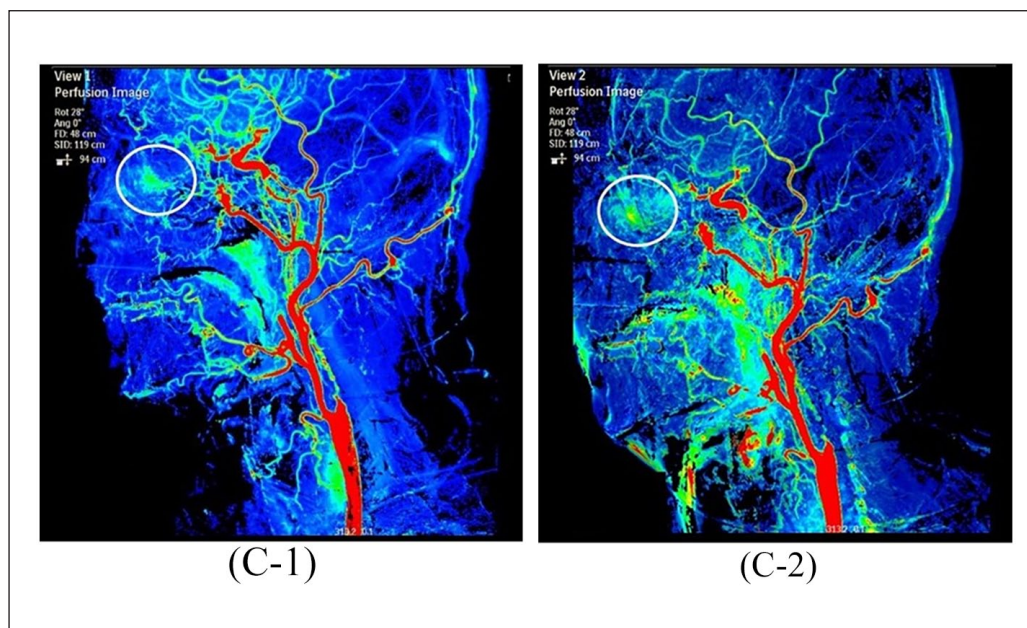 View 1
Perfusion Image
Rot 28°
Ang 0°
FD: 48 cm
SID: 119 cm
94 cm
(C-1)
View 2
Perfusion Image
Rot 28°
Ang 0°
FD: 48 cm
SID: 119 cm
94 cm
(C-2)